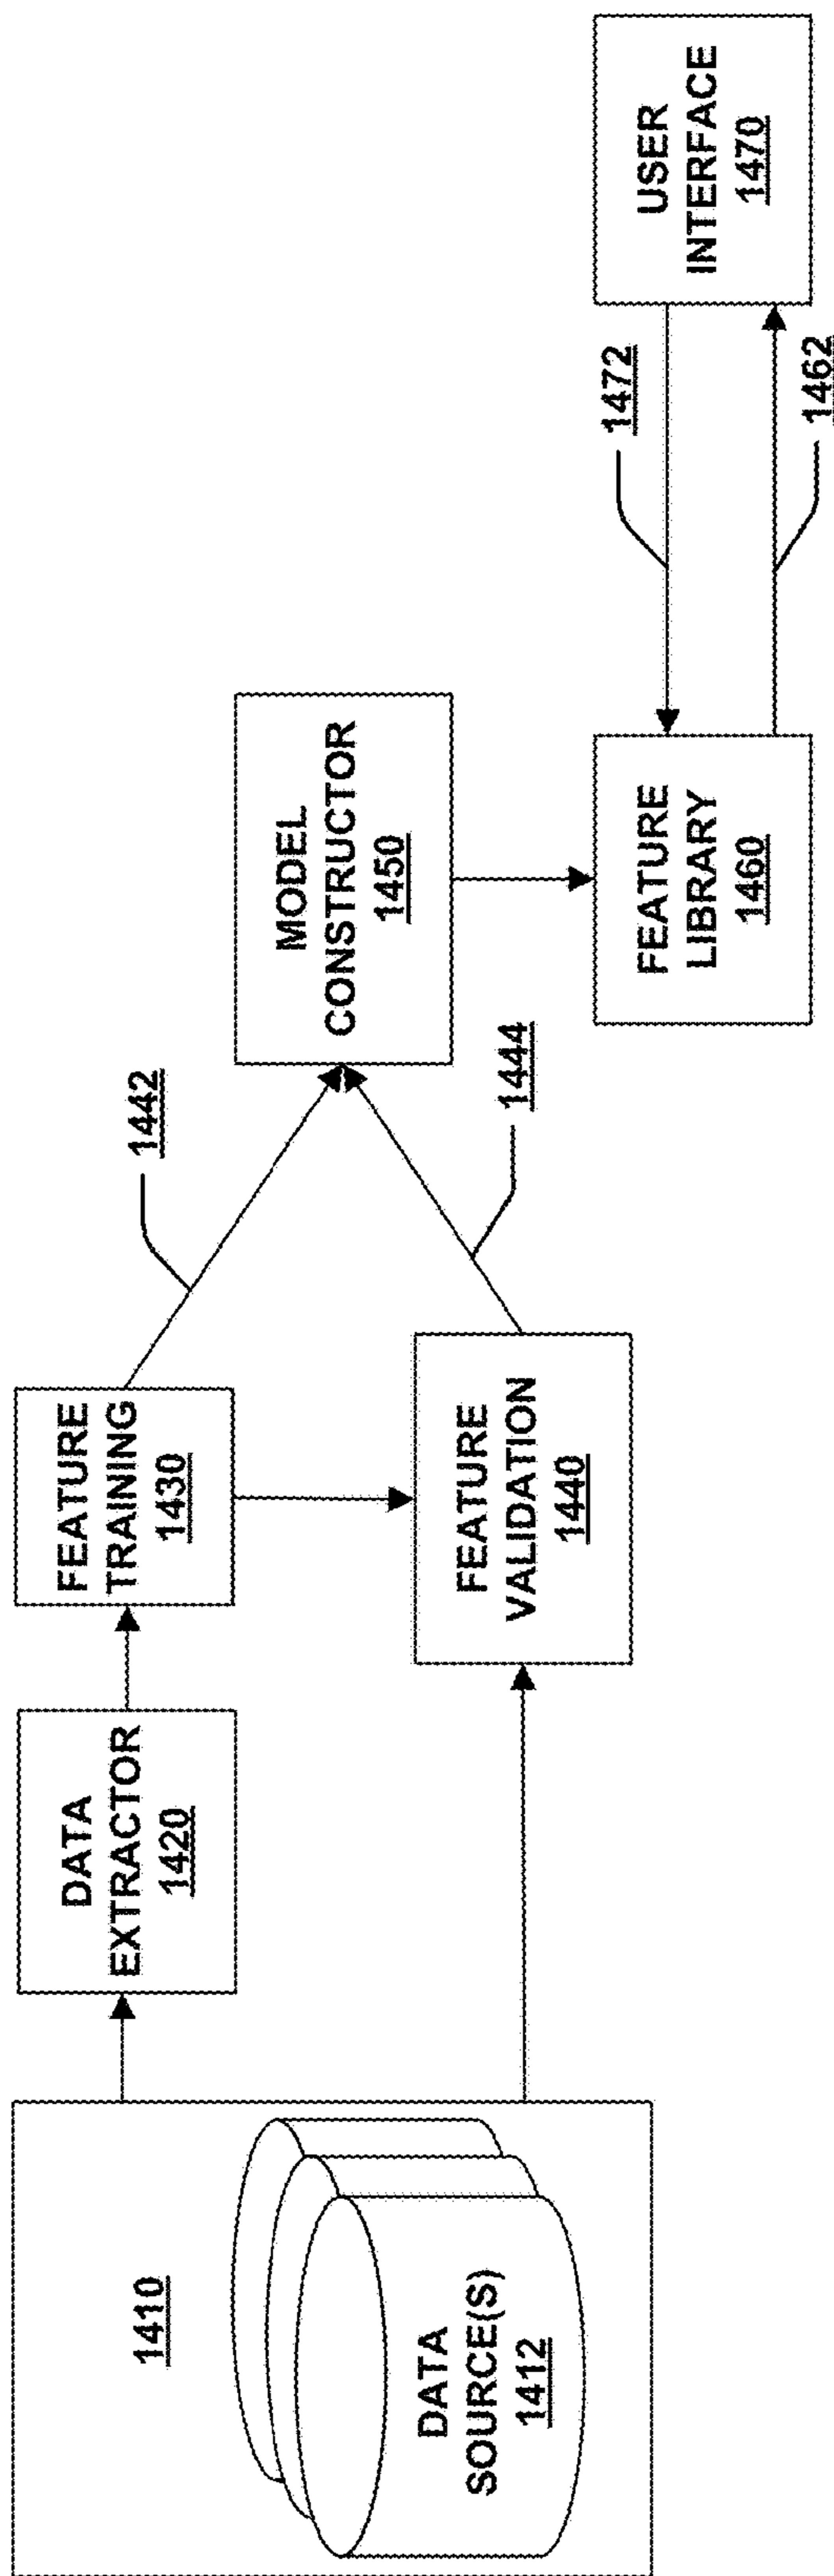 1410
DATA
SOURCE(S)
1412
DATA
EXTRACTOR
1420
FEATURE
TRAINING
1430
FEATURE
VALIDATION
1440
1442
1444
MODEL
CONSTRUCTOR
1450
FEATURE
LIBRARY
1460
1472
1462
USER
INTERFACE
1470